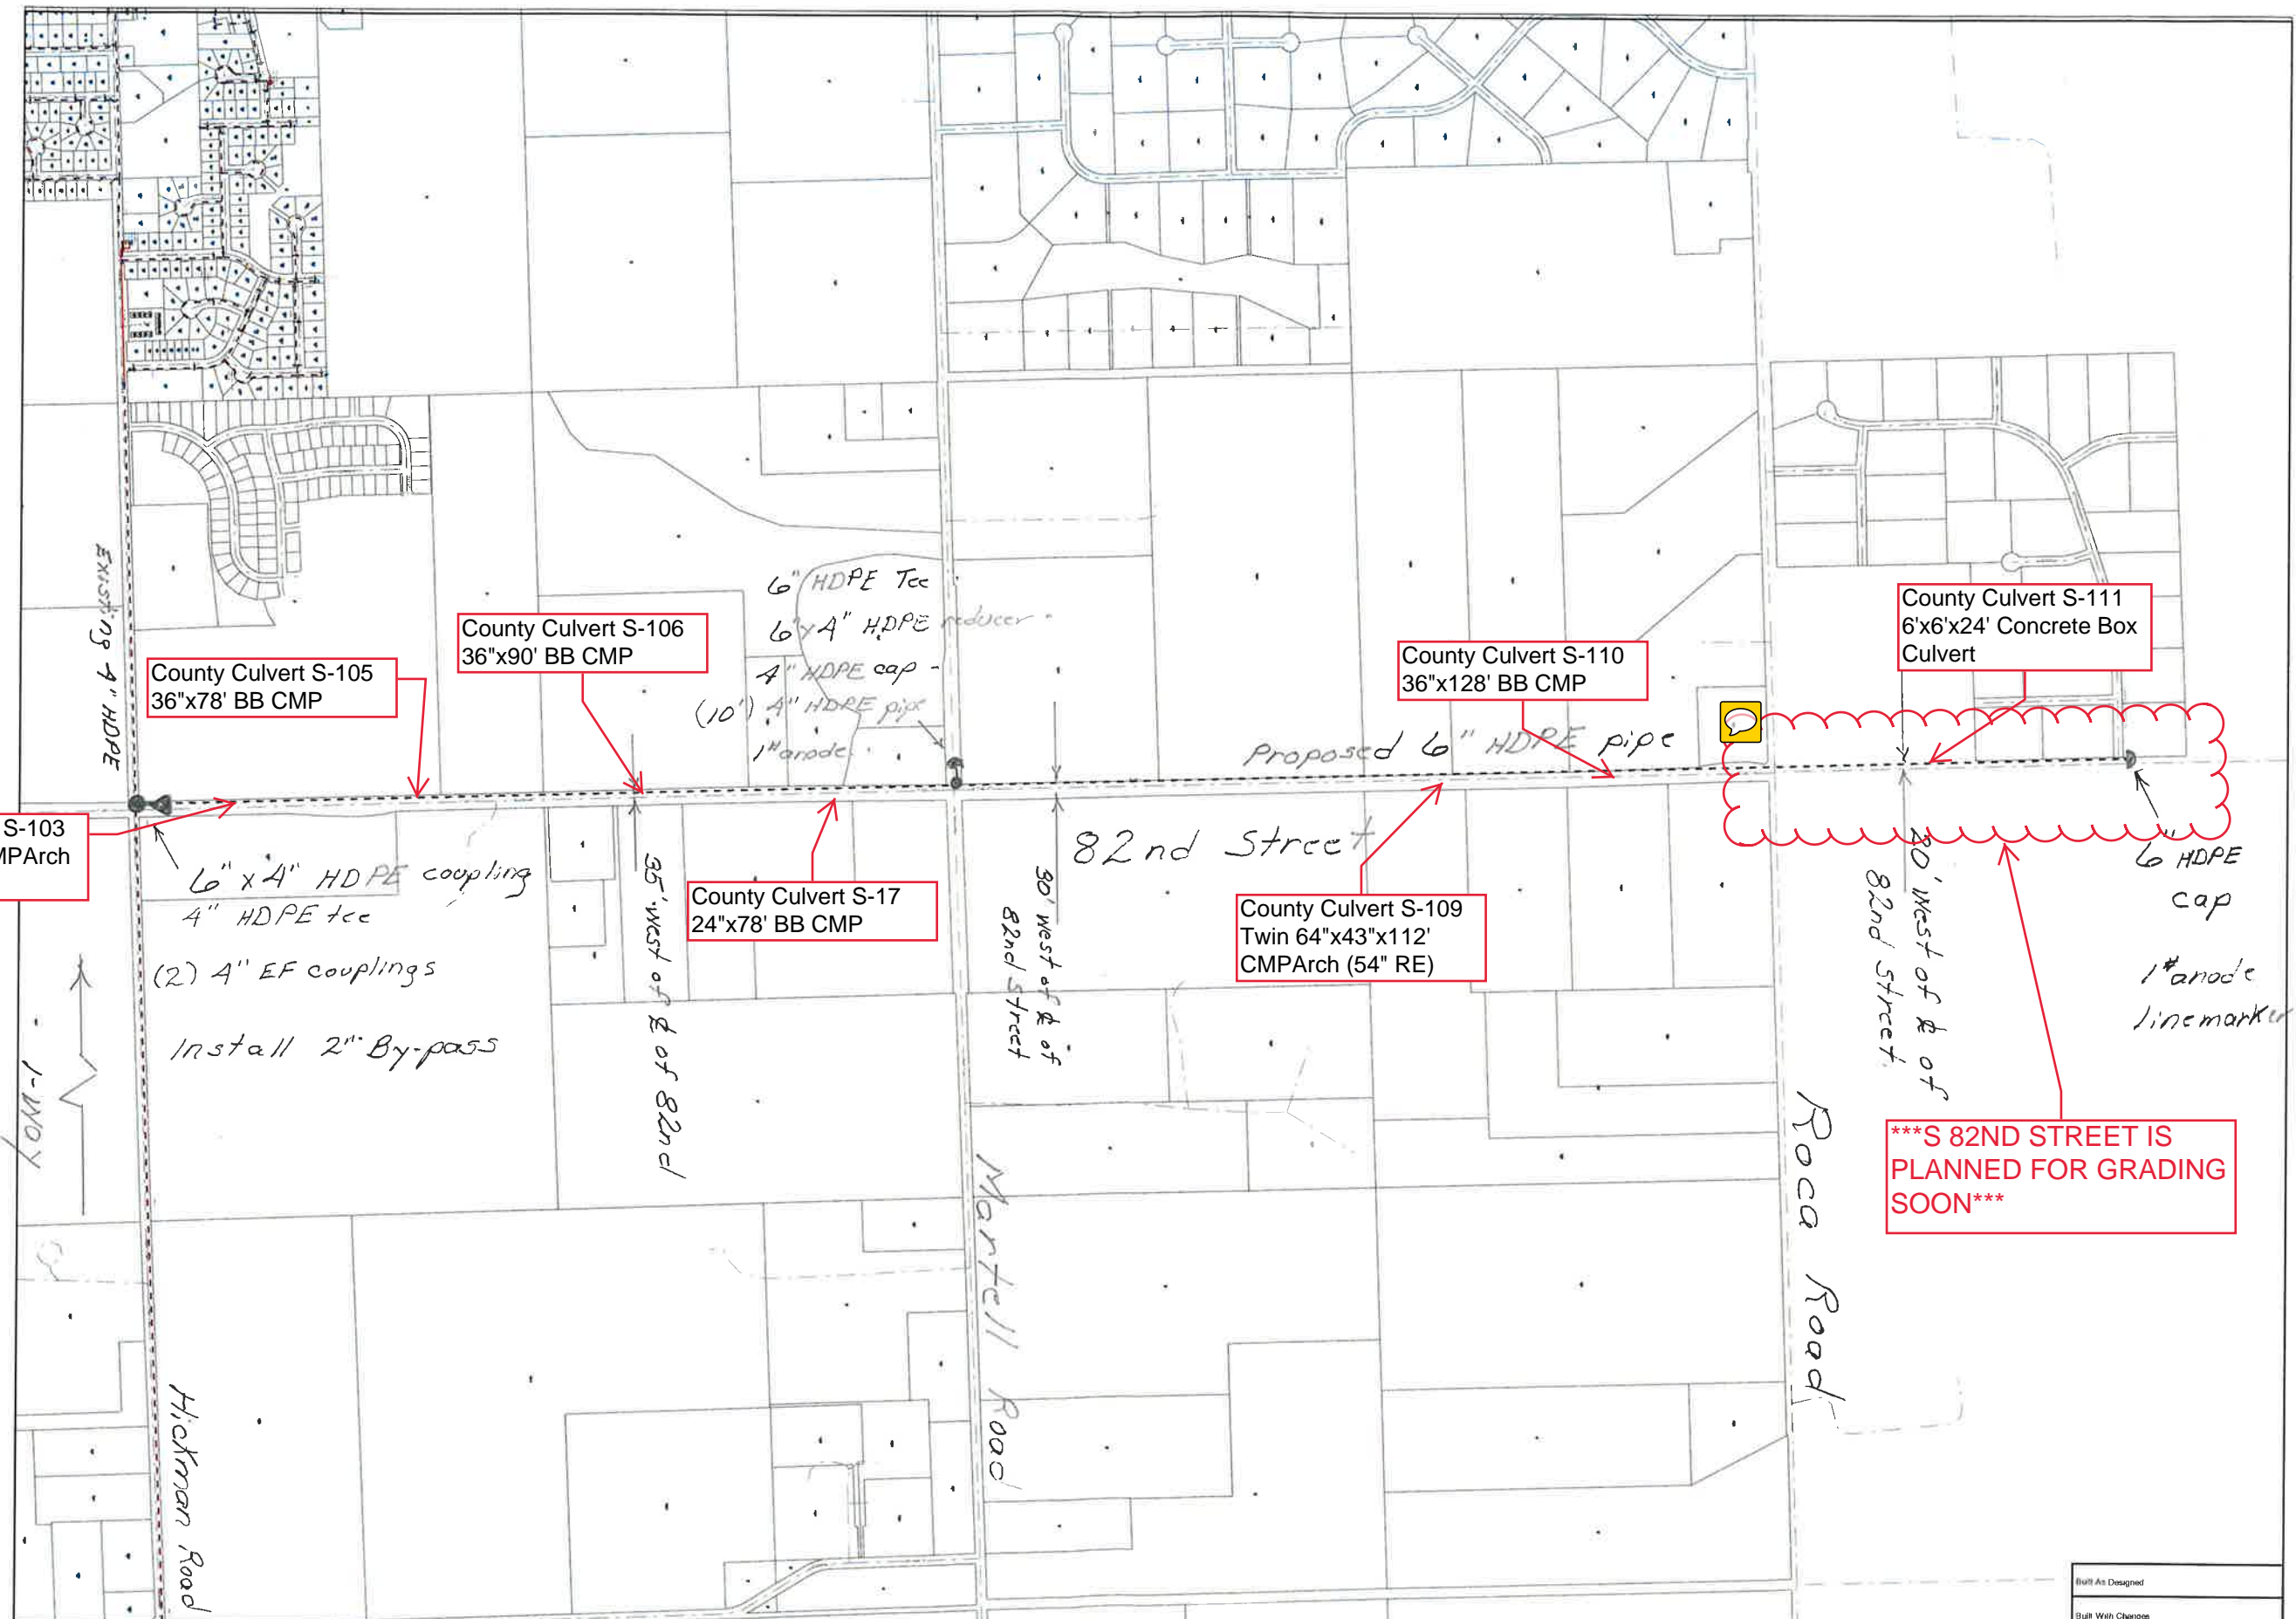 Existing 4" HDPE
County Culvert S-105
36"x78' BB CMP
County Culvert S-106
36"x90' BB CMP
6" HDPE Tee
6"x4" HDPE reducer
4" HDPE cap
(10') 4" HDPE pipe
1# anode
County Culvert S-110
36"x128' BB CMP
County Culvert S-111
6'x6'x24' Concrete Box
Culvert
Proposed 6" HDPE pipe
S-103
MPArch
6" x 4" HDPE coupling
4" HDPE tee
(2) 4" EF couplings
Install 2" By-pass
35' west of ℄ of 82nd
County Culvert S-17
24"x78' BB CMP
82nd Street
30' west of ℄ of
82nd Street
County Culvert S-109
Twin 64"x43"x112'
CMPArch (54" RE)
20' West of ℄ of
82nd Street
6" HDPE
cap
1# anode
linemarker
***S 82ND STREET IS
PLANNED FOR GRADING
SOON***
Hickman Road
Martell Road
Roca Road
Built As Designed
Built With Changes